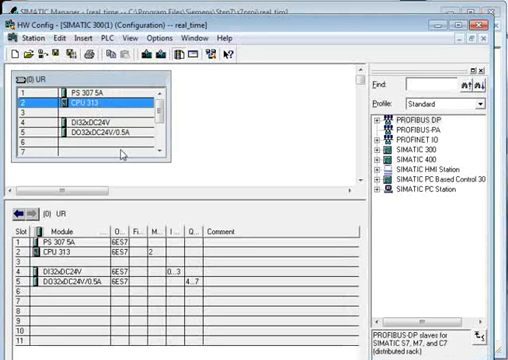 SIMATIC Manager - [real_time -- C:\Program Files\Siemens\Step7\s7proj\real_time]
HW Config - [SIMATIC 300(1) (Configuration) -- real_time]
Station Edit Insert PLC View Options Window Help
(0) UR
1 PS 307 5A
2 CPU 313
3
4 DI32xDC24V
5 DO32xDC24V/0.5A
6
7
Find:
Profile: Standard
PROFIBUS DP
PROFIBUS-PA
PROFINET IO
SIMATIC 300
SIMATIC 400
SIMATIC HMI Station
SIMATIC PC Based Control 30
SIMATIC PC Station
(0) UR
Slot Module ... O... Fi... M... I... Q... Comment
1 PS 307 5A 6ES7
2 CPU 313 6ES7 2
3
4 DI32xDC24V 6ES7 0...3
5 DO32xDC24V/0.5A 6ES7 4...7
6
7
8
9
10
11
PROFIBUS-DP slaves for
SIMATIC S7, M7, and C7
(distributed rack)